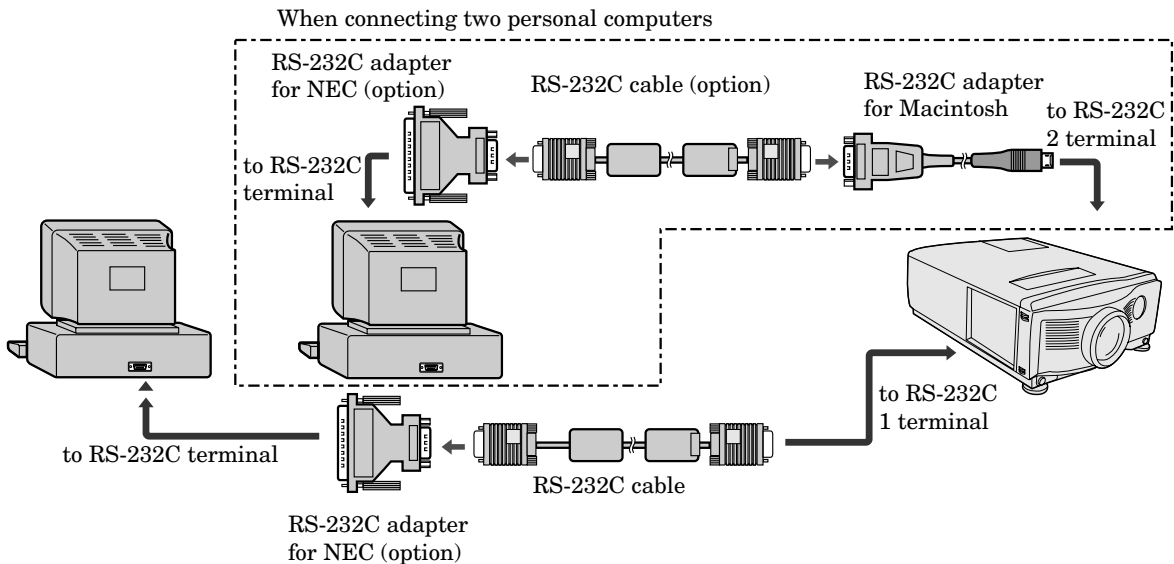 When connecting two personal computers
RS-232C adapter
for NEC (option)
RS-232C cable (option)
RS-232C adapter
for Macintosh
to RS-232C
2 terminal
to RS-232C
terminal
to RS-232C
1 terminal
to RS-232C terminal
RS-232C cable
RS-232C adapter
for NEC (option)